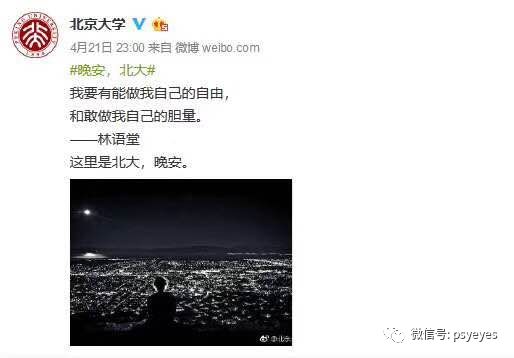 北京大学
4月21日 23:00 来自 微博 weibo.com
#晚安，北大#
我要有能做我自己的自由，
和敢做我自己的胆量。
——林语堂
这里是北大，晚安。
微信号: psyeyes